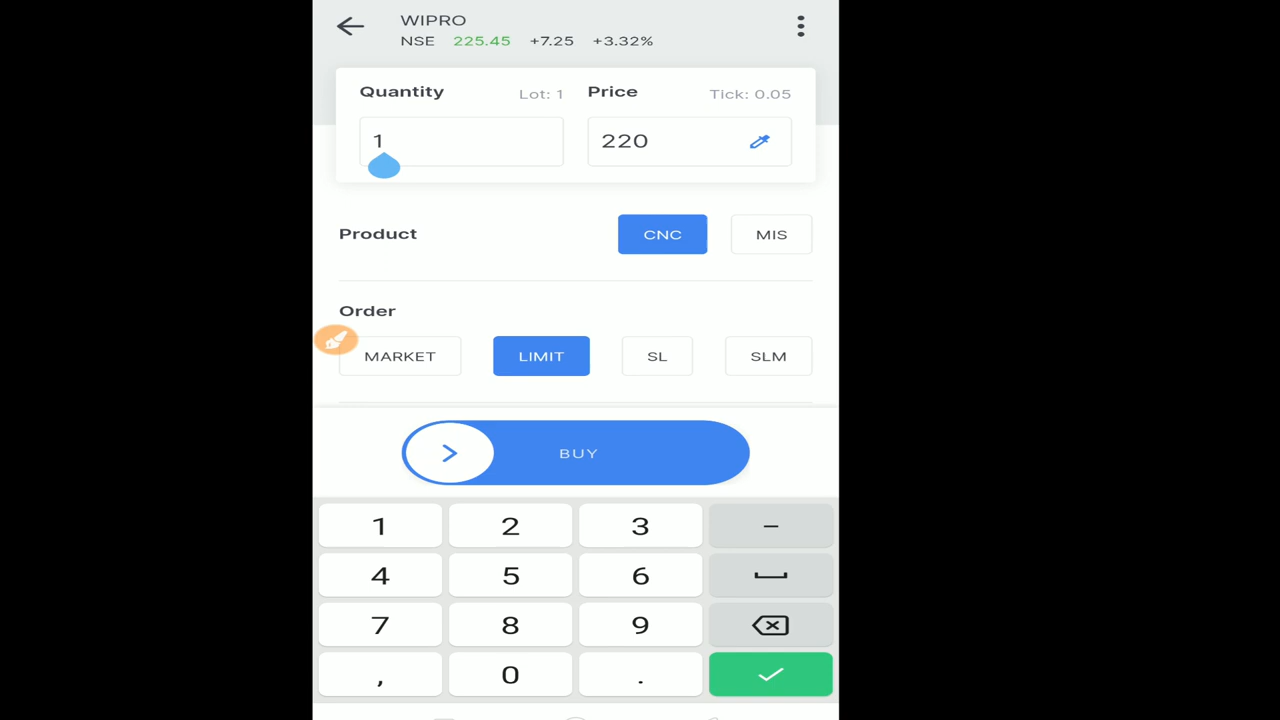 WIPRO
NSE 225.45 +7.25 +3.32%
Quantity Lot: 1 Price Tick: 0.05
1 220
Product CNC MIS
Order
MARKET LIMIT SL SLM
> BUY
1 2 3 –
4 5 6
7 8 9
, 0 .